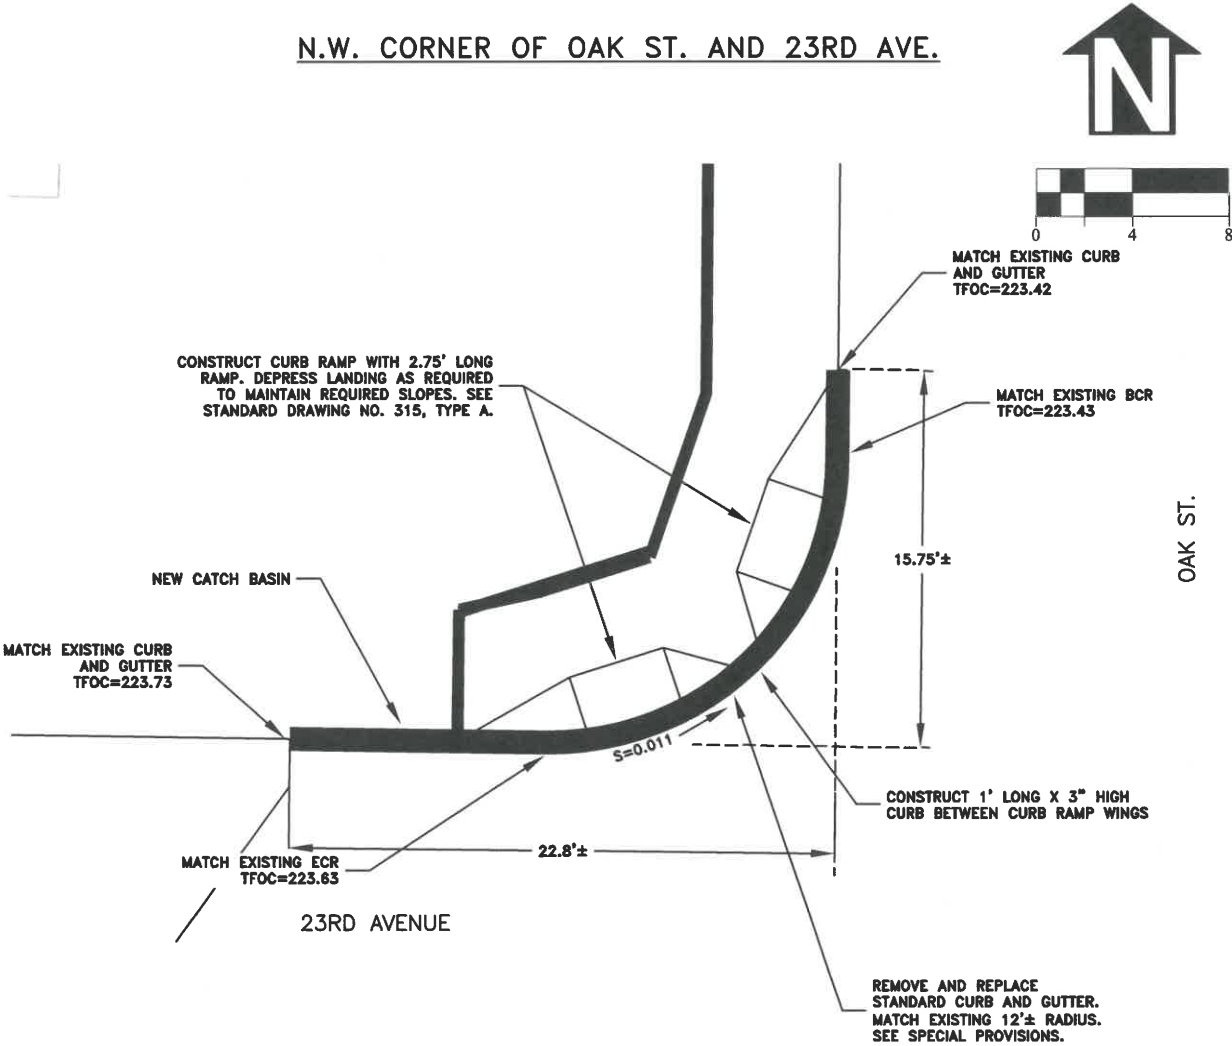 N.W. CORNER OF OAK ST. AND 23RD AVE.
N
0 4 8
MATCH EXISTING CURB
AND GUTTER
TFOC=223.42
CONSTRUCT CURB RAMP WITH 2.75' LONG
RAMP. DEPRESS LANDING AS REQUIRED
TO MAINTAIN REQUIRED SLOPES. SEE
STANDARD DRAWING NO. 315, TYPE A.
MATCH EXISTING BCR
TFOC=223.43
OAK ST.
15.75'±
NEW CATCH BASIN
MATCH EXISTING CURB
AND GUTTER
TFOC=223.73
S=0.011
CONSTRUCT 1' LONG X 3" HIGH
CURB BETWEEN CURB RAMP WINGS
22.8'±
MATCH EXISTING ECR
TFOC=223.63
23RD AVENUE
REMOVE AND REPLACE
STANDARD CURB AND GUTTER.
MATCH EXISTING 12'± RADIUS.
SEE SPECIAL PROVISIONS.